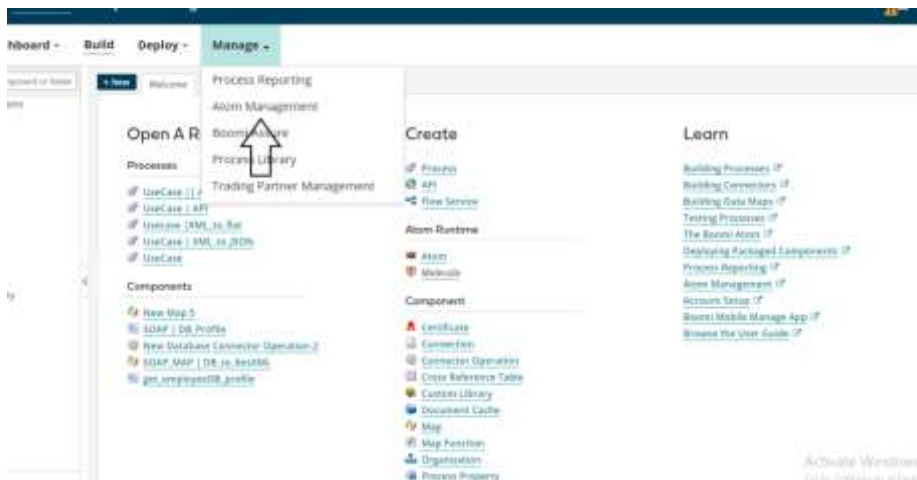 hboard
Build
Deploy
Manage
+ New
Welcome
Process Reporting
Atom Management
Process Library
Trading Partner Management
Open A R
Processes
UseCase | API
UseCase | XML_to_JSON
UseCase
Components
New Map 5
SOAP | DB_Profile
New Database Connector Operation 2
SOAP_MAP | DB_to_RestXML
get_employeeDB_profile
Create
Process
API
Flow Service
Atom Runtime
Atom
Molecule
Component
Certificate
Connection
Connector Operation
Cross Reference Table
Custom Library
Document Cache
Map
Map Function
Organization
Process Property
Learn
Building Processes
Building Connectors
Building Data Maps
Testing Processes
The Boomi Atom
Deploying Packaged Components
Process Reporting
Atom Management
Account Setup
Boomi Mobile Manage App
Browse the User Guide
Activate Windows